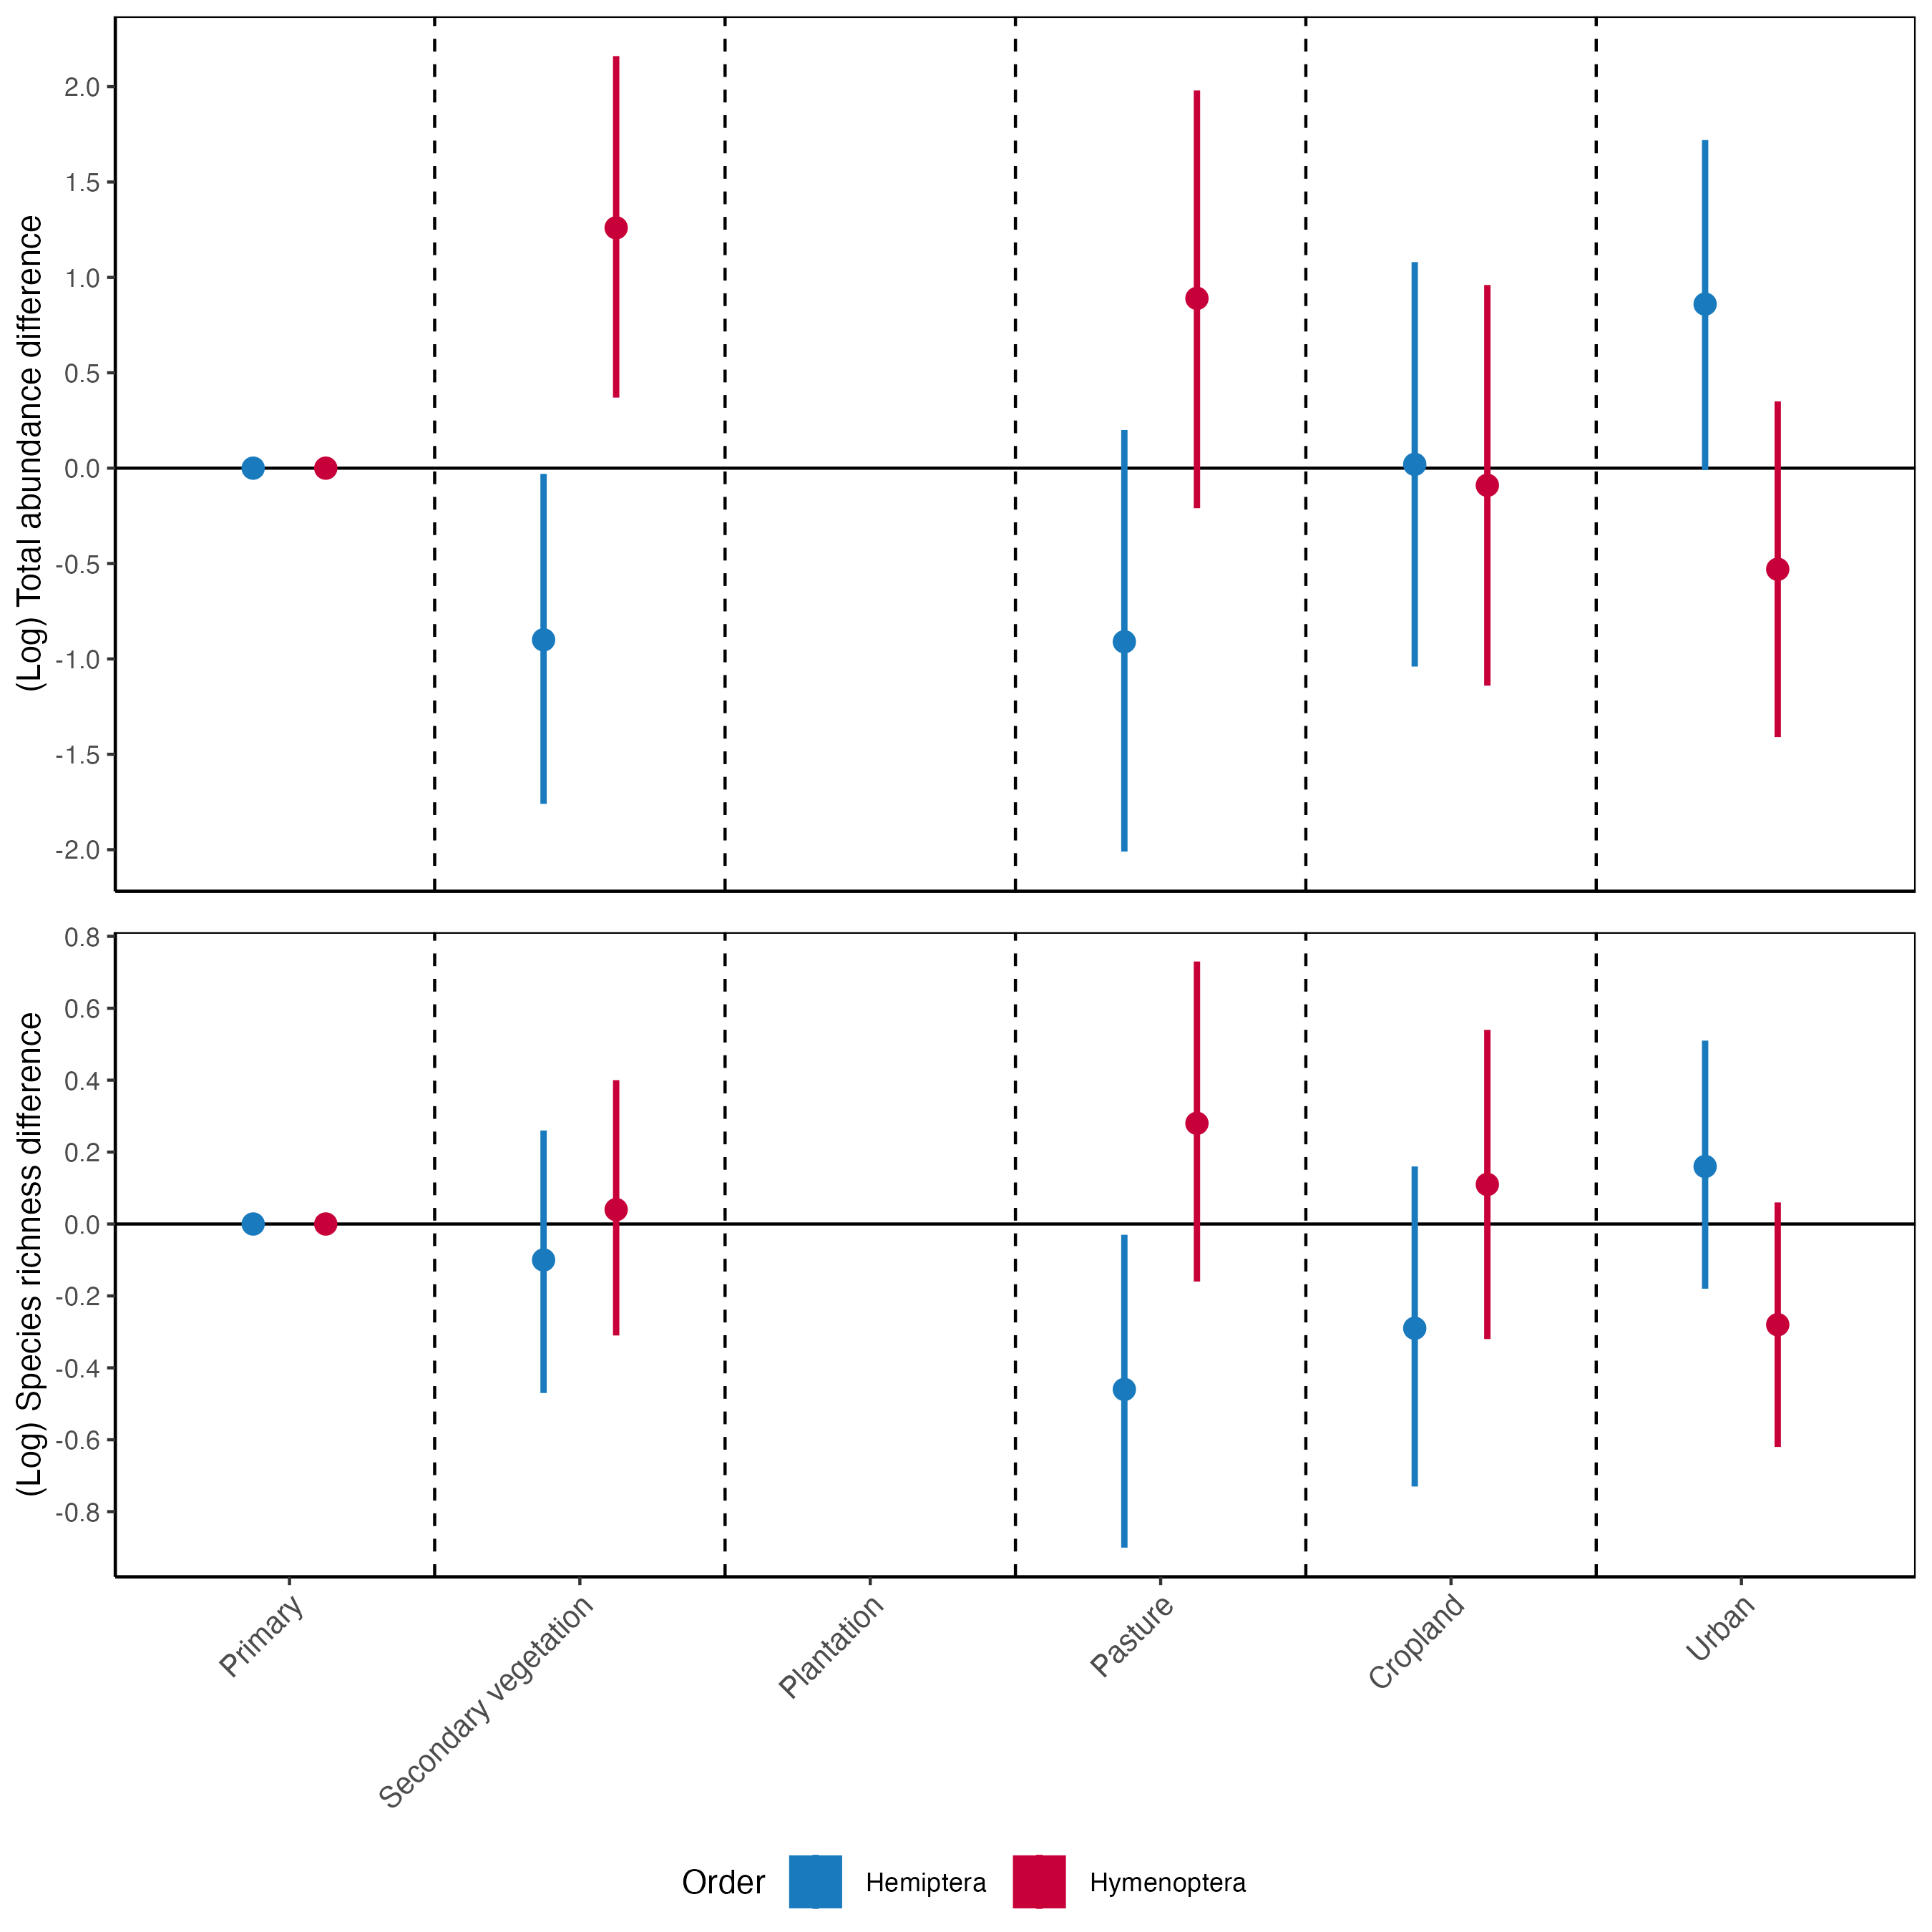 (Log) Total abundance difference
2.0
1.5
1.0
0.5
0.0
-0.5
-1.0
-1.5
-2.0
(Log) Species richness difference
0.8
0.6
0.4
0.2
0.0
-0.2
-0.4
-0.6
-0.8
Primary
Secondary vegetation
Plantation
Pasture
Cropland
Urban
Order Hemiptera Hymenoptera